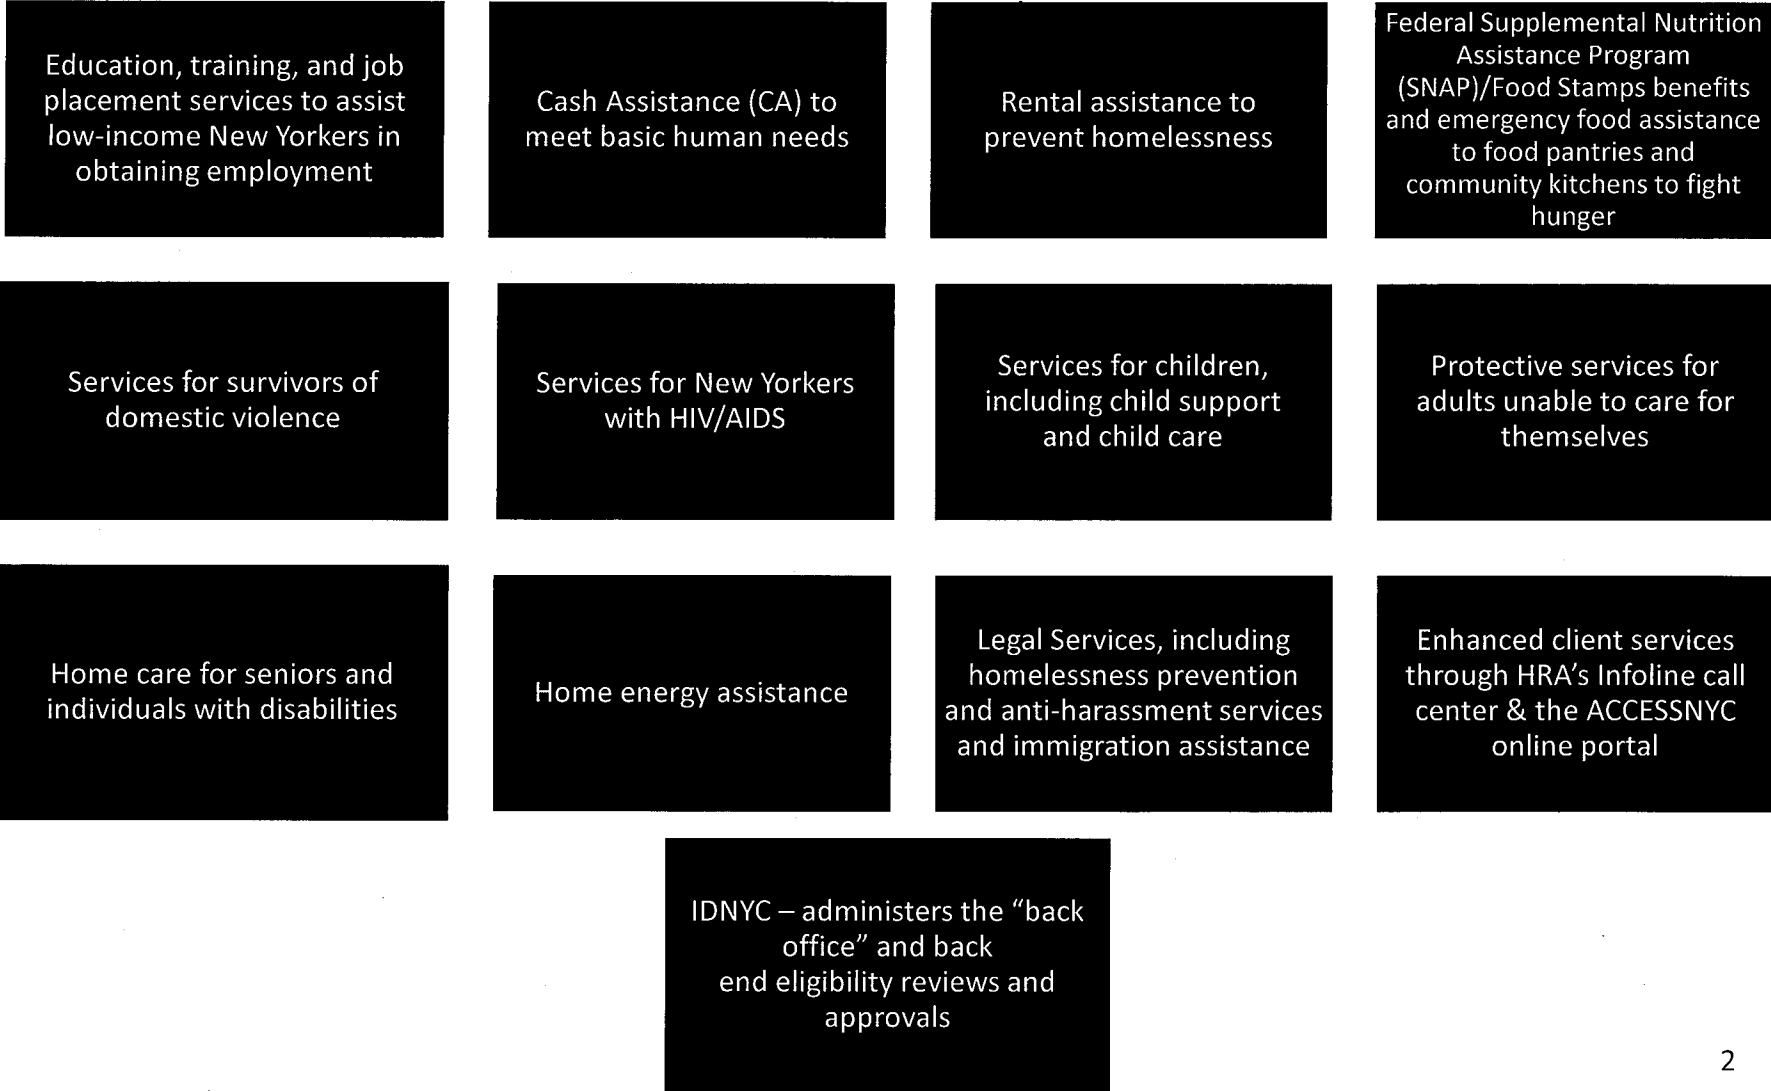 Education, training, and job
placement services to assist
low-income New Yorkers in
obtaining employment
Cash Assistance (CA) to
meet basic human needs
Rental assistance to
prevent homelessness
Federal Supplemental Nutrition
Assistance Program
(SNAP)/Food Stamps benefits
and emergency food assistance
to food pantries and
community kitchens to fight
hunger
Services for survivors of
domestic violence
Services for New Yorkers
with HIV/AIDS
Services for children,
including child support
and child care
Protective services for
adults unable to care for
themselves
Home care for seniors and
individuals with disabilities
Home energy assistance
Legal Services, including
homelessness prevention
and anti-harassment services
and immigration assistance
Enhanced client services
through HRA’s Infoline call
center & the ACCESSNYC
online portal
IDNYC – administers the “back
office” and back
end eligibility reviews and
approvals
2